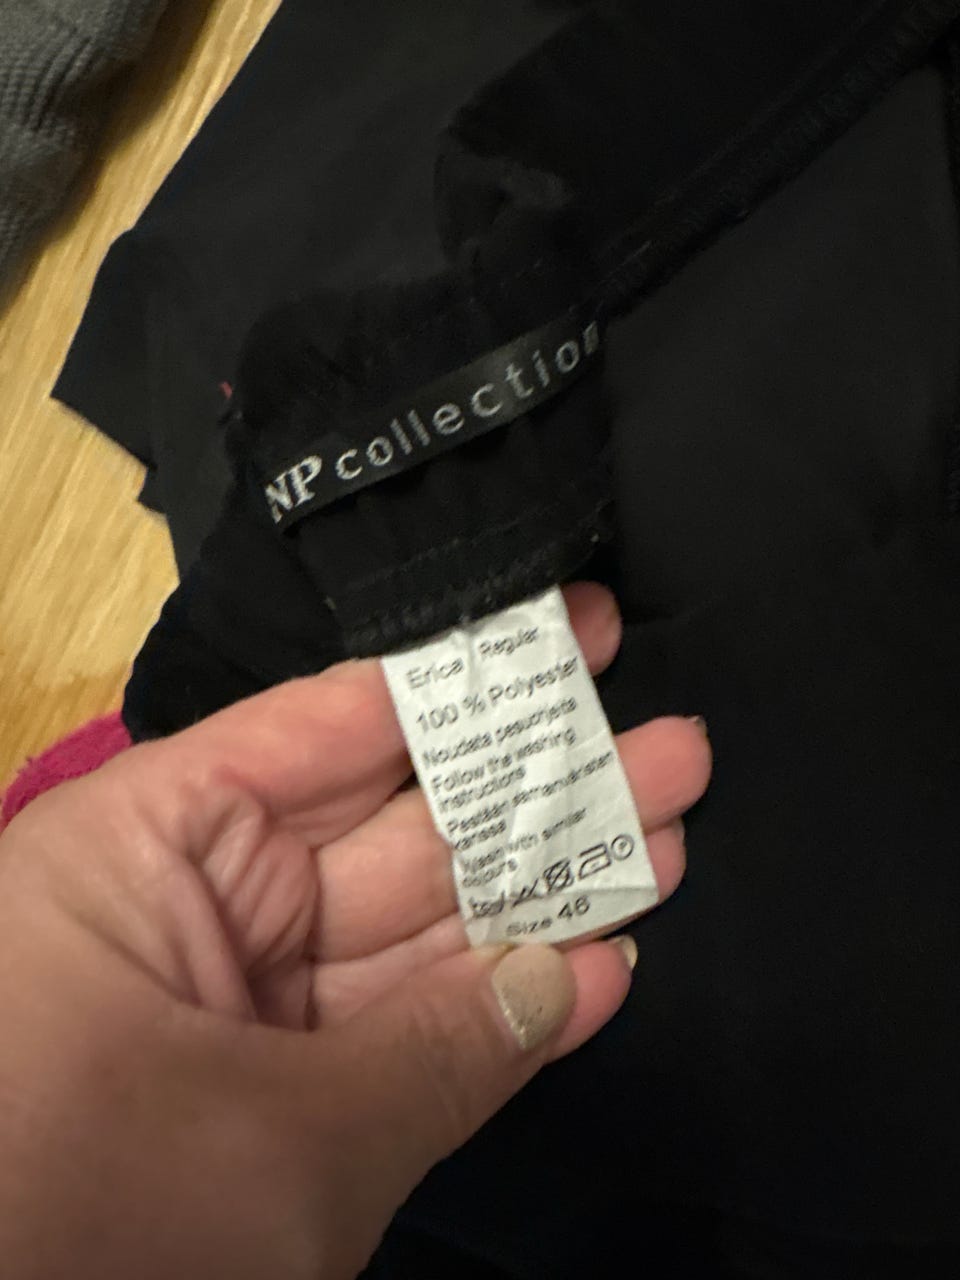 NP collection
Erica Regular
100 % Polyester
Noudata pesuohjeita
Follow the washing
instructions
Pestään samanväristen
kanssa
Wash with similar
colours
Size 46